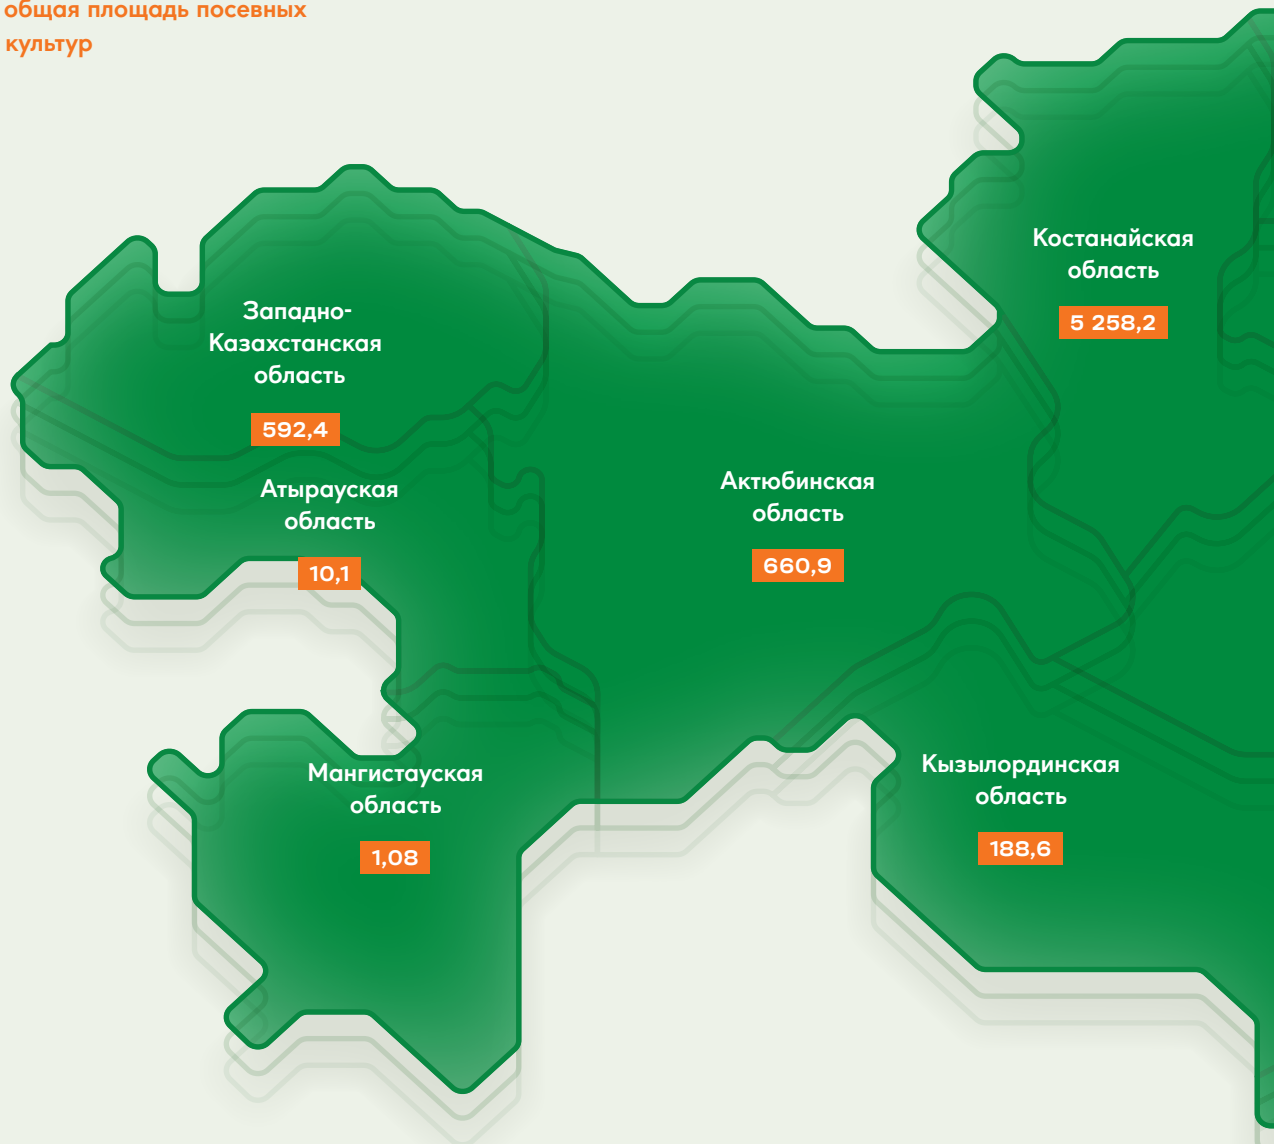 общая площадь посевных
культур
Костанайская
область
5 258,2
Западно-
Казахстанская
область
592,4
Атырауская
область
10,1
Актюбинская
область
660,9
Мангистауская
область
1,08
Кызылординская
область
188,6